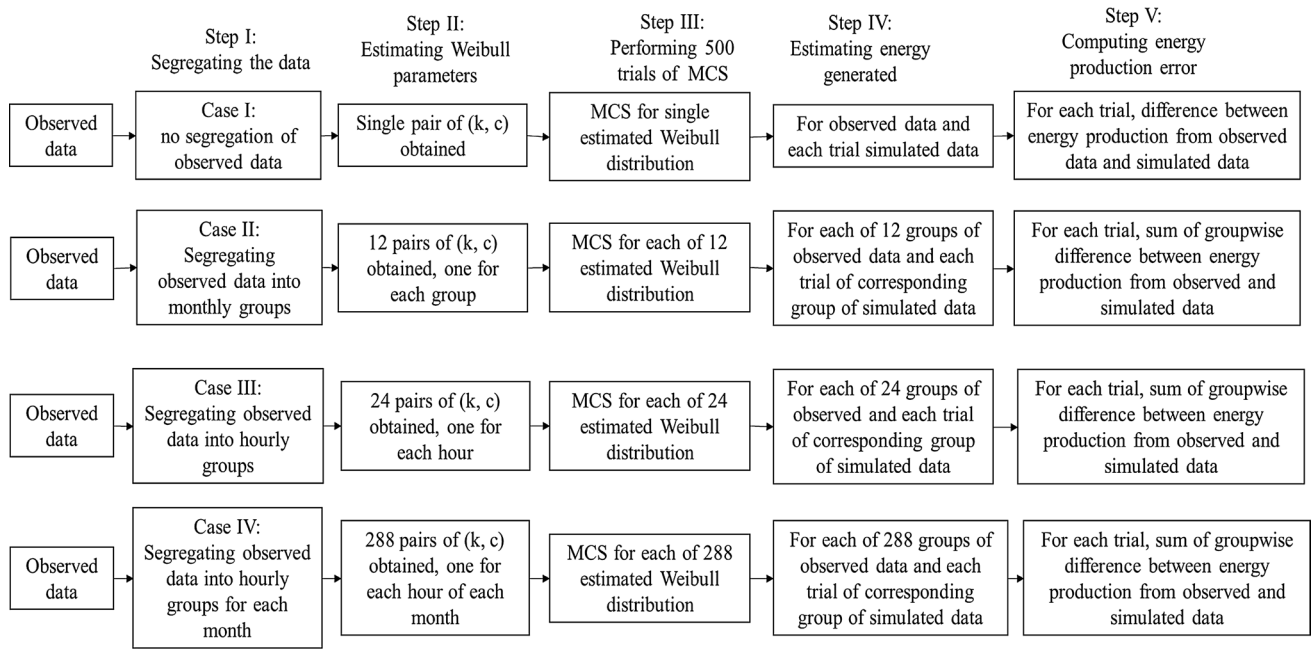 Step I:
Segregating the data
Step II:
Estimating Weibull
parameters
Step III:
Performing 500
trials of MCS
Step IV:
Estimating energy
generated
Step V:
Computing energy
production error
Observed
data
Case I:
no segregation of
observed data
Single pair of (k, c)
obtained
MCS for single
estimated Weibull
distribution
For observed data and
each trial simulated data
For each trial, difference between
energy production from observed
data and simulated data
Observed
data
Case II:
Segregating
observed data into
monthly groups
12 pairs of (k, c)
obtained, one for
each group
MCS for each of 12
estimated Weibull
distribution
For each of 12 groups of
observed data and each
trial of corresponding
group of simulated data
For each trial, sum of groupwise
difference between energy
production from observed and
simulated data
Observed
data
Case III:
Segregating observed
data into hourly
groups
24 pairs of (k, c)
obtained, one for
each hour
MCS for each of 24
estimated Weibull
distribution
For each of 24 groups of
observed and each trial
of corresponding group
of simulated data
For each trial, sum of groupwise
difference between energy
production from observed and
simulated data
Observed
data
Case IV:
Segregating observed
data into hourly
groups for each
month
288 pairs of (k, c)
obtained, one for
each hour of each
month
MCS for each of 288
estimated Weibull
distribution
For each of 288 groups of
observed data and each
trial of corresponding
group of simulated data
For each trial, sum of groupwise
difference between energy
production from observed and
simulated data